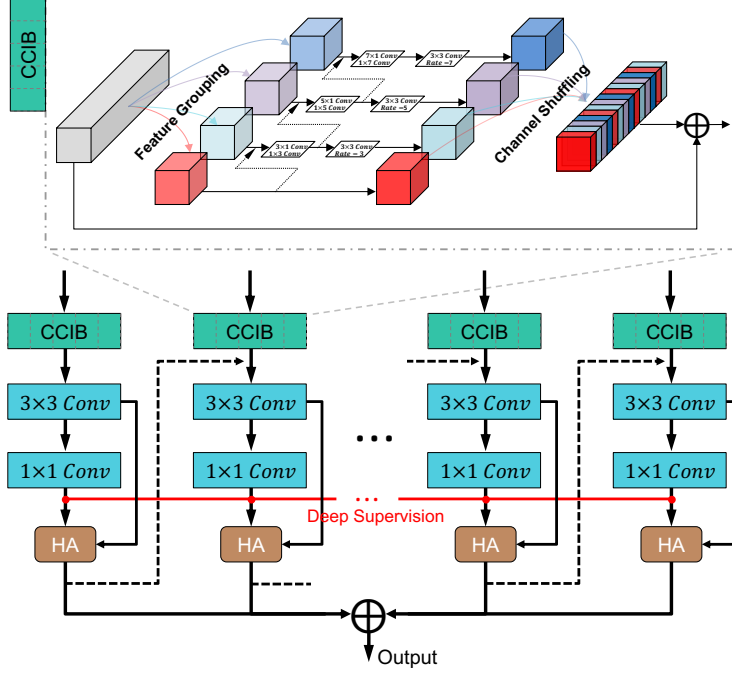 CCIB
Feature Grouping
7×1 Conv
1×7 Conv
3×3 Conv
Rate −7
5×1 Conv
1×5 Conv
3×3 Conv
Rate −5
3×1 Conv
1×3 Conv
3×3 Conv
Rate − 3
Channel Shuffling
CCIB CCIB CCIB CCIB
3×3 Conv 3×3 Conv 3×3 Conv 3×3 Conv
1×1 Conv 1×1 Conv 1×1 Conv 1×1 Conv
Deep Supervision
HA HA HA HA
Output